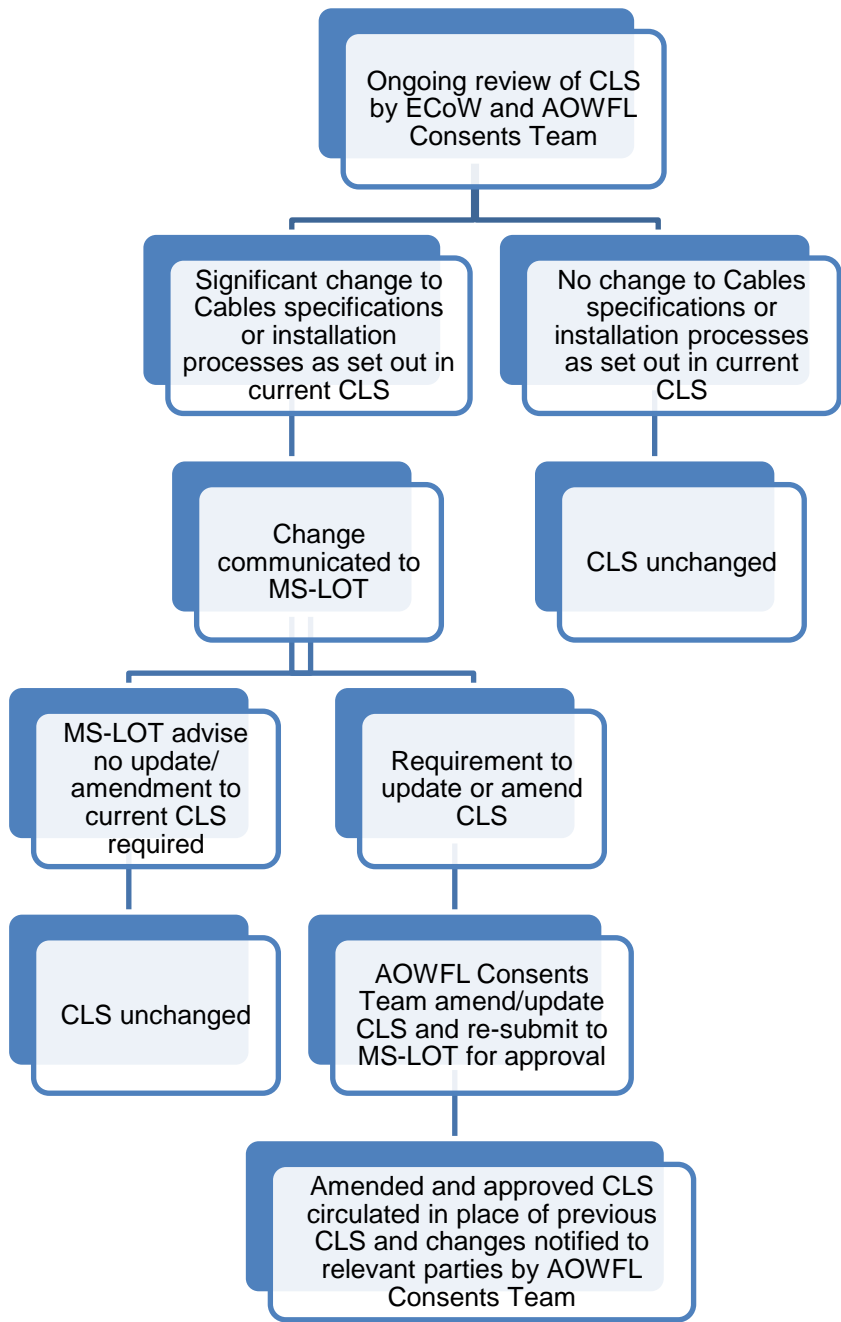 Ongoing review of CLS
by ECoW and AOWFL
Consents Team
Significant change to
Cables specifications
or installation
processes as set out in
current CLS
No change to Cables
specifications or
installation processes
as set out in current
CLS
Change
communicated to
MS-LOT
CLS unchanged
MS-LOT advise
no update/
amendment to
current CLS
required
Requirement to
update or amend
CLS
CLS unchanged
AOWFL Consents
Team amend/update
CLS and re-submit to
MS-LOT for approval
Amended and approved CLS
circulated in place of previous
CLS and changes notified to
relevant parties by AOWFL
Consents Team